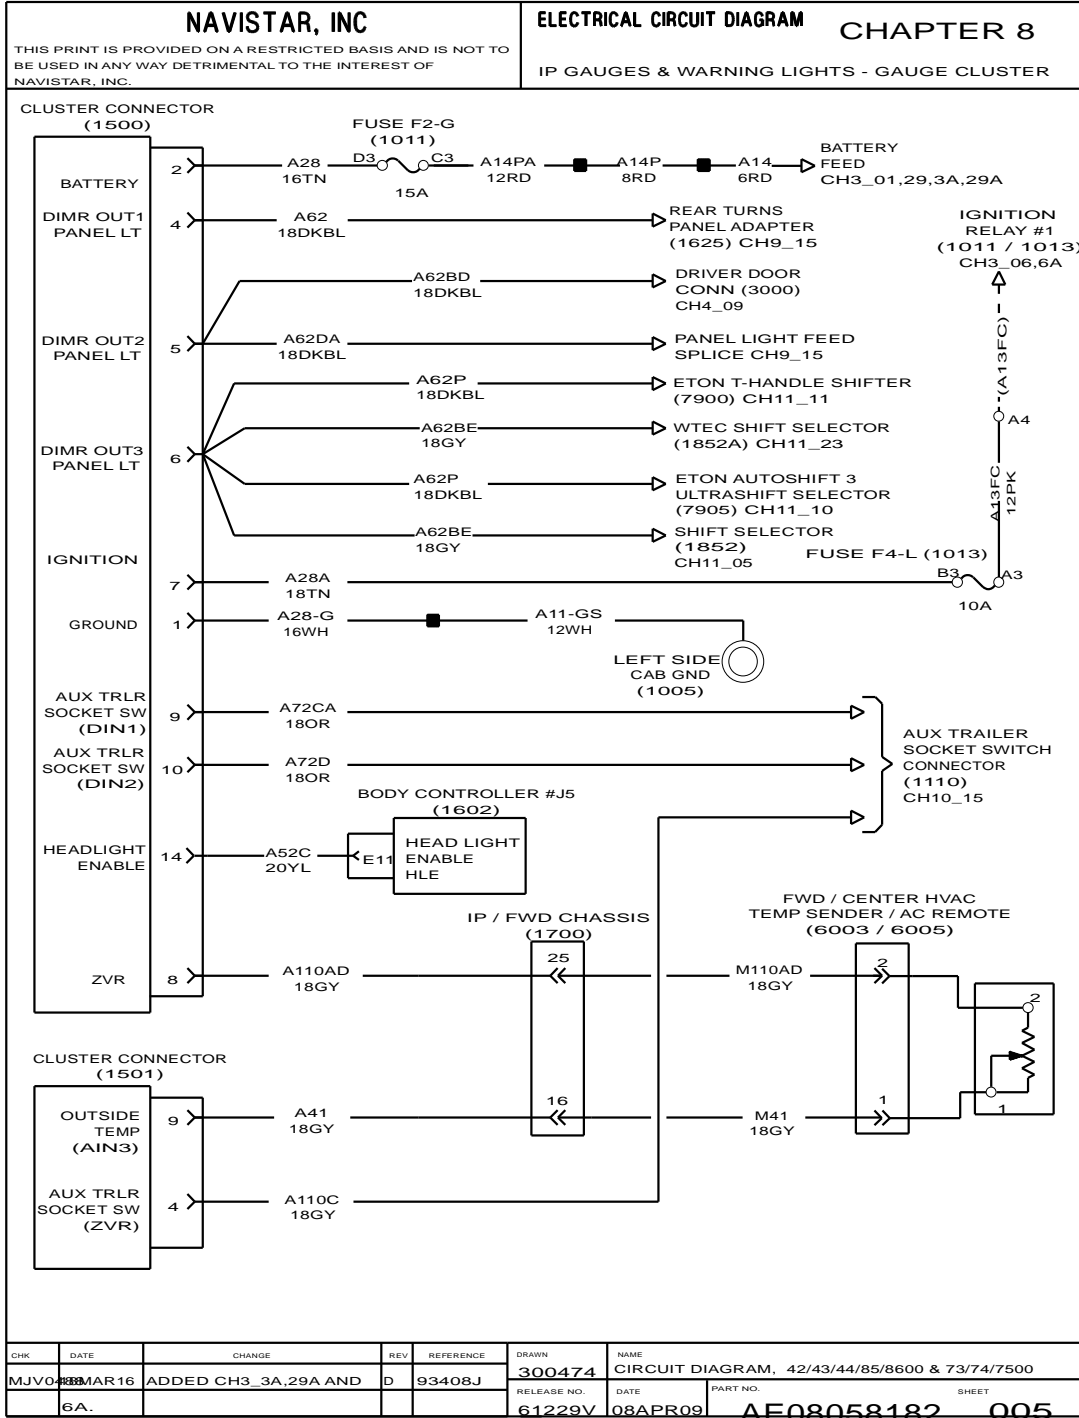 NAVISTAR, INC
THIS PRINT IS PROVIDED ON A RESTRICTED BASIS AND IS NOT TO
BE USED IN ANY WAY DETRIMENTAL TO THE INTEREST OF
NAVISTAR, INC.
ELECTRICAL CIRCUIT DIAGRAM
CHAPTER 8
IP GAUGES & WARNING LIGHTS - GAUGE CLUSTER
CLUSTER CONNECTOR
(1500)
FUSE F2-G
(1011)
BATTERY
2
A28
16TN
D3
C3
15A
A14PA
12RD
A14P
8RD
A14
6RD
BATTERY
FEED
CH3_01,29,3A,29A
DIMR OUT1
PANEL LT
4
A62
18DKBL
REAR TURNS
PANEL ADAPTER
(1625) CH9_15
IGNITION
RELAY #1
(1011 / 1013)
CH3_06,6A
A62BD
18DKBL
DRIVER DOOR
CONN (3000)
CH4_09
DIMR OUT2
PANEL LT
5
A62DA
18DKBL
PANEL LIGHT FEED
SPLICE CH9_15
(A13FC)
A62P
18DKBL
ETON T-HANDLE SHIFTER
(7900) CH11_11
A4
DIMR OUT3
PANEL LT
6
A62BE
18GY
WTEC SHIFT SELECTOR
(1852A) CH11_23
A62P
18DKBL
ETON AUTOSHIFT 3
ULTRASHIFT SELECTOR
(7905) CH11_10
A13FC
12PK
A62BE
18GY
SHIFT SELECTOR
(1852)
CH11_05
FUSE F4-L (1013)
IGNITION
7
A28A
18TN
B3
A3
10A
GROUND
1
A28-G
16WH
A11-GS
12WH
LEFT SIDE
CAB GND
(1005)
AUX TRLR
SOCKET SW
(DIN1)
9
A72CA
18OR
AUX TRLR
SOCKET SW
(DIN2)
10
A72D
18OR
AUX TRAILER
SOCKET SWITCH
CONNECTOR
(1110)
CH10_15
BODY CONTROLLER #J5
(1602)
HEADLIGHT
ENABLE
14
A52C
20YL
E11
HEAD LIGHT
ENABLE
HLE
IP / FWD CHASSIS
(1700)
FWD / CENTER HVAC
TEMP SENDER / AC REMOTE
(6003 / 6005)
ZVR
8
A110AD
18GY
25
M110AD
18GY
2
2
CLUSTER CONNECTOR
(1501)
OUTSIDE
TEMP
(AIN3)
9
A41
18GY
16
M41
18GY
1
1
AUX TRLR
SOCKET SW
(ZVR)
4
A110C
18GY
CHK DATE CHANGE REV REFERENCE
MJV04 MAR16 ADDED CH3_3A,29A AND D 93408J
6A.
DRAWN
300474
NAME
CIRCUIT DIAGRAM, 42/43/44/85/8600 & 73/74/7500
RELEASE NO.
61229V
DATE
08APR09
PART NO.
AE08058182
SHEET
005